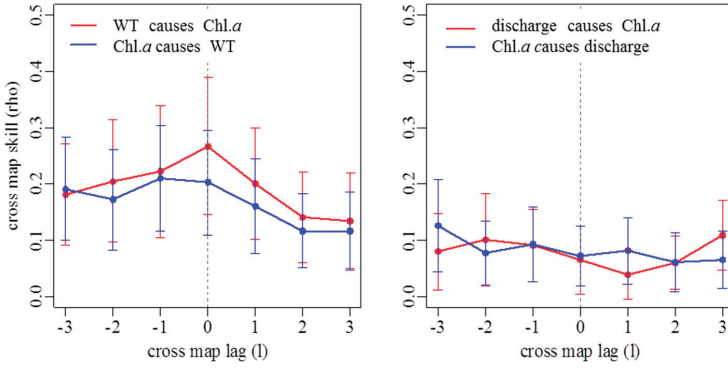 WT causes Chl.a
Chl.a causes WT
cross map skill (rho)
0.5
0.4
0.3
0.2
0.1
0.0
-3 -2 -1 0 1 2 3
cross map lag (l)
discharge causes Chl.a
Chl.a causes discharge
0.5
0.4
0.3
0.2
0.1
0.0
-3 -2 -1 0 1 2 3
cross map lag (l)